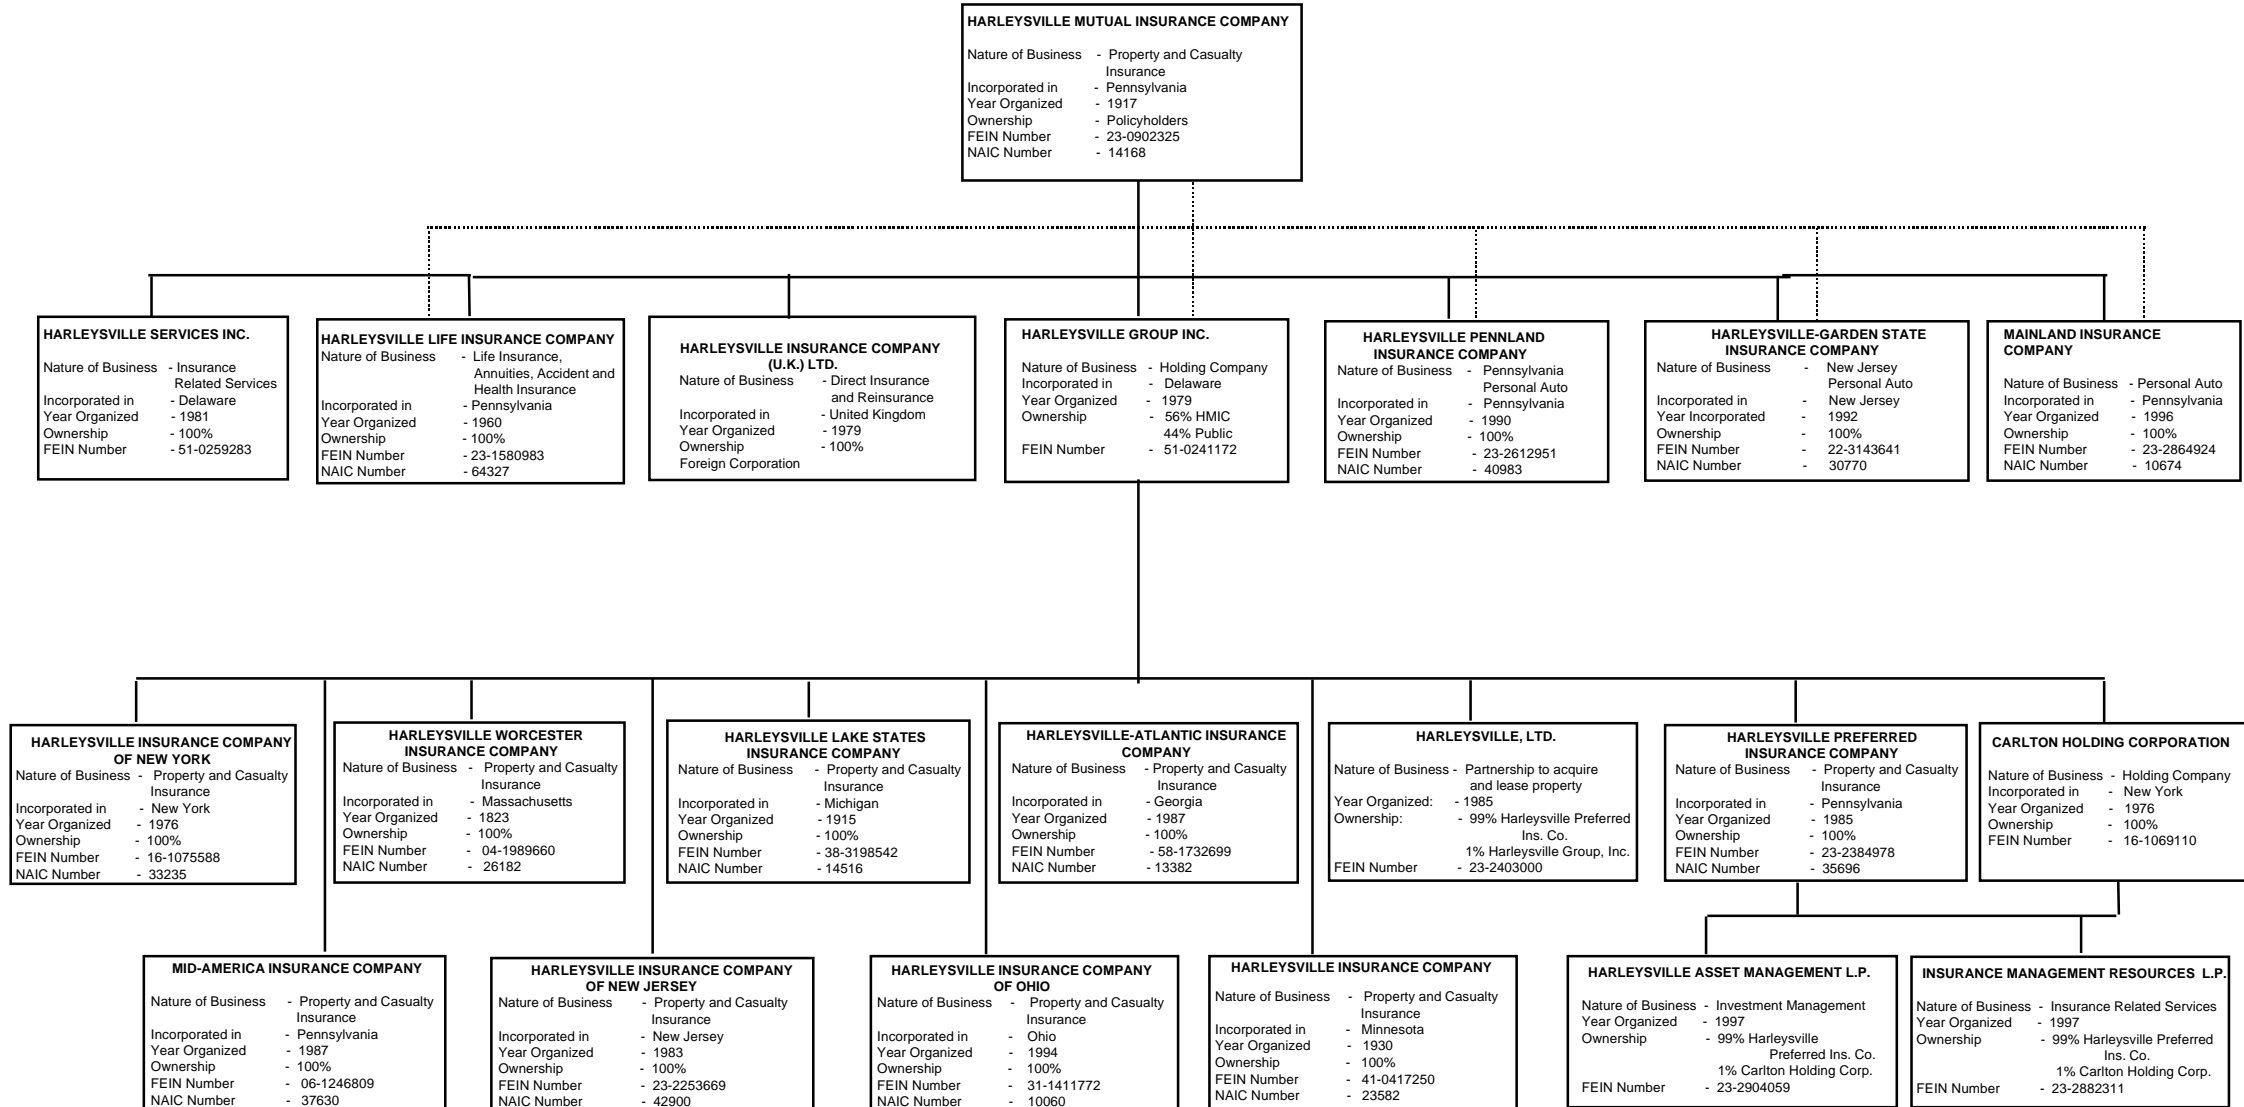 HARLEYSVILLE MUTUAL INSURANCE COMPANY
Nature of Business - Property and Casualty
Insurance
Incorporated in - Pennsylvania
Year Organized - 1917
Ownership - Policyholders
FEIN Number - 23-0902325
NAIC Number - 14168
HARLEYSVILLE SERVICES INC.
Nature of Business - Insurance
Related Services
Incorporated in - Delaware
Year Organized - 1981
Ownership - 100%
FEIN Number - 51-0259283
HARLEYSVILLE LIFE INSURANCE COMPANY
Nature of Business - Life Insurance,
Annuities, Accident and
Health Insurance
Incorporated in - Pennsylvania
Year Organized - 1960
Ownership - 100%
FEIN Number - 23-1580983
NAIC Number - 64327
HARLEYSVILLE INSURANCE COMPANY
(U.K.) LTD.
Nature of Business - Direct Insurance
and Reinsurance
Incorporated in - United Kingdom
Year Organized - 1979
Ownership - 100%
Foreign Corporation
HARLEYSVILLE GROUP INC.
Nature of Business - Holding Company
Incorporated in - Delaware
Year Organized - 1979
Ownership - 56% HMIC
44% Public
FEIN Number - 51-0241172
HARLEYSVILLE PENNLAND
INSURANCE COMPANY
Nature of Business - Pennsylvania
Personal Auto
Incorporated in - Pennsylvania
Year Organized - 1990
Ownership - 100%
FEIN Number - 23-2612951
NAIC Number - 40983
HARLEYSVILLE-GARDEN STATE
INSURANCE COMPANY
Nature of Business - New Jersey
Personal Auto
Incorporated in - New Jersey
Year Incorporated - 1992
Ownership - 100%
FEIN Number - 22-3143641
NAIC Number - 30770
MAINLAND INSURANCE
COMPANY
Nature of Business - Personal Auto
Incorporated in - Pennsylvania
Year Organized - 1996
Ownership - 100%
FEIN Number - 23-2864924
NAIC Number - 10674
HARLEYSVILLE INSURANCE COMPANY
OF NEW YORK
Nature of Business - Property and Casualty
Insurance
Incorporated in - New York
Year Organized - 1976
Ownership - 100%
FEIN Number - 16-1075588
NAIC Number - 33235
HARLEYSVILLE WORCESTER
INSURANCE COMPANY
Nature of Business - Property and Casualty
Insurance
Incorporated in - Massachusetts
Year Organized - 1823
Ownership - 100%
FEIN Number - 04-1989660
NAIC Number - 26182
HARLEYSVILLE LAKE STATES
INSURANCE COMPANY
Nature of Business - Property and Casualty
Insurance
Incorporated in - Michigan
Year Organized - 1915
Ownership - 100%
FEIN Number - 38-3198542
NAIC Number - 14516
HARLEYSVILLE-ATLANTIC INSURANCE
COMPANY
Nature of Business - Property and Casualty
Insurance
Incorporated in - Georgia
Year Organized - 1987
Ownership - 100%
FEIN Number - 58-1732699
NAIC Number - 13382
HARLEYSVILLE, LTD.
Nature of Business - Partnership to acquire
and lease property
Year Organized: - 1985
Ownership: - 99% Harleysville Preferred
Ins. Co.
1% Harleysville Group, Inc.
FEIN Number - 23-2403000
HARLEYSVILLE PREFERRED
INSURANCE COMPANY
Nature of Business - Property and Casualty
Insurance
Incorporated in - Pennsylvania
Year Organized - 1985
Ownership - 100%
FEIN Number - 23-2384978
NAIC Number - 35696
CARLTON HOLDING CORPORATION
Nature of Business - Holding Company
Incorporated in - New York
Year Organized - 1976
Ownership - 100%
FEIN Number - 16-1069110
MID-AMERICA INSURANCE COMPANY
Nature of Business - Property and Casualty
Insurance
Incorporated in - Pennsylvania
Year Organized - 1987
Ownership - 100%
FEIN Number - 06-1246809
NAIC Number - 37630
HARLEYSVILLE INSURANCE COMPANY
OF NEW JERSEY
Nature of Business - Property and Casualty
Insurance
Incorporated in - New Jersey
Year Organized - 1983
Ownership - 100%
FEIN Number - 23-2253669
NAIC Number - 42900
HARLEYSVILLE INSURANCE COMPANY
OF OHIO
Nature of Business - Property and Casualty
Insurance
Incorporated in - Ohio
Year Organized - 1994
Ownership - 100%
FEIN Number - 31-1411772
NAIC Number - 10060
HARLEYSVILLE INSURANCE COMPANY
Nature of Business - Property and Casualty
Insurance
Incorporated in - Minnesota
Year Organized - 1930
Ownership - 100%
FEIN Number - 41-0417250
NAIC Number - 23582
HARLEYSVILLE ASSET MANAGEMENT L.P.
Nature of Business - Investment Management
Year Organized - 1997
Ownership - 99% Harleysville
Preferred Ins. Co.
1% Carlton Holding Corp.
FEIN Number - 23-2904059
INSURANCE MANAGEMENT RESOURCES L.P.
Nature of Business - Insurance Related Services
Year Organized - 1997
Ownership - 99% Harleysville Preferred
Ins. Co.
1% Carlton Holding Corp.
FEIN Number - 23-2882311